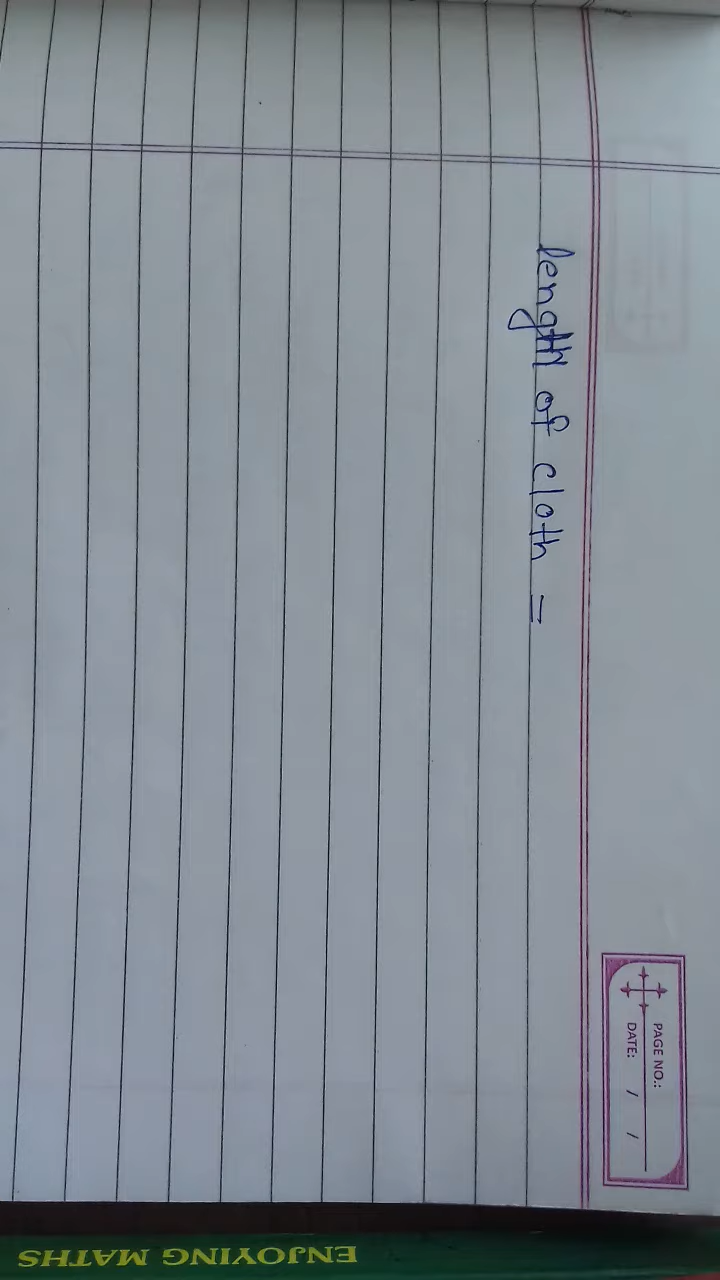 PAGE NO.:
DATE: / /
length of cloth =
ENJOYING MATHS